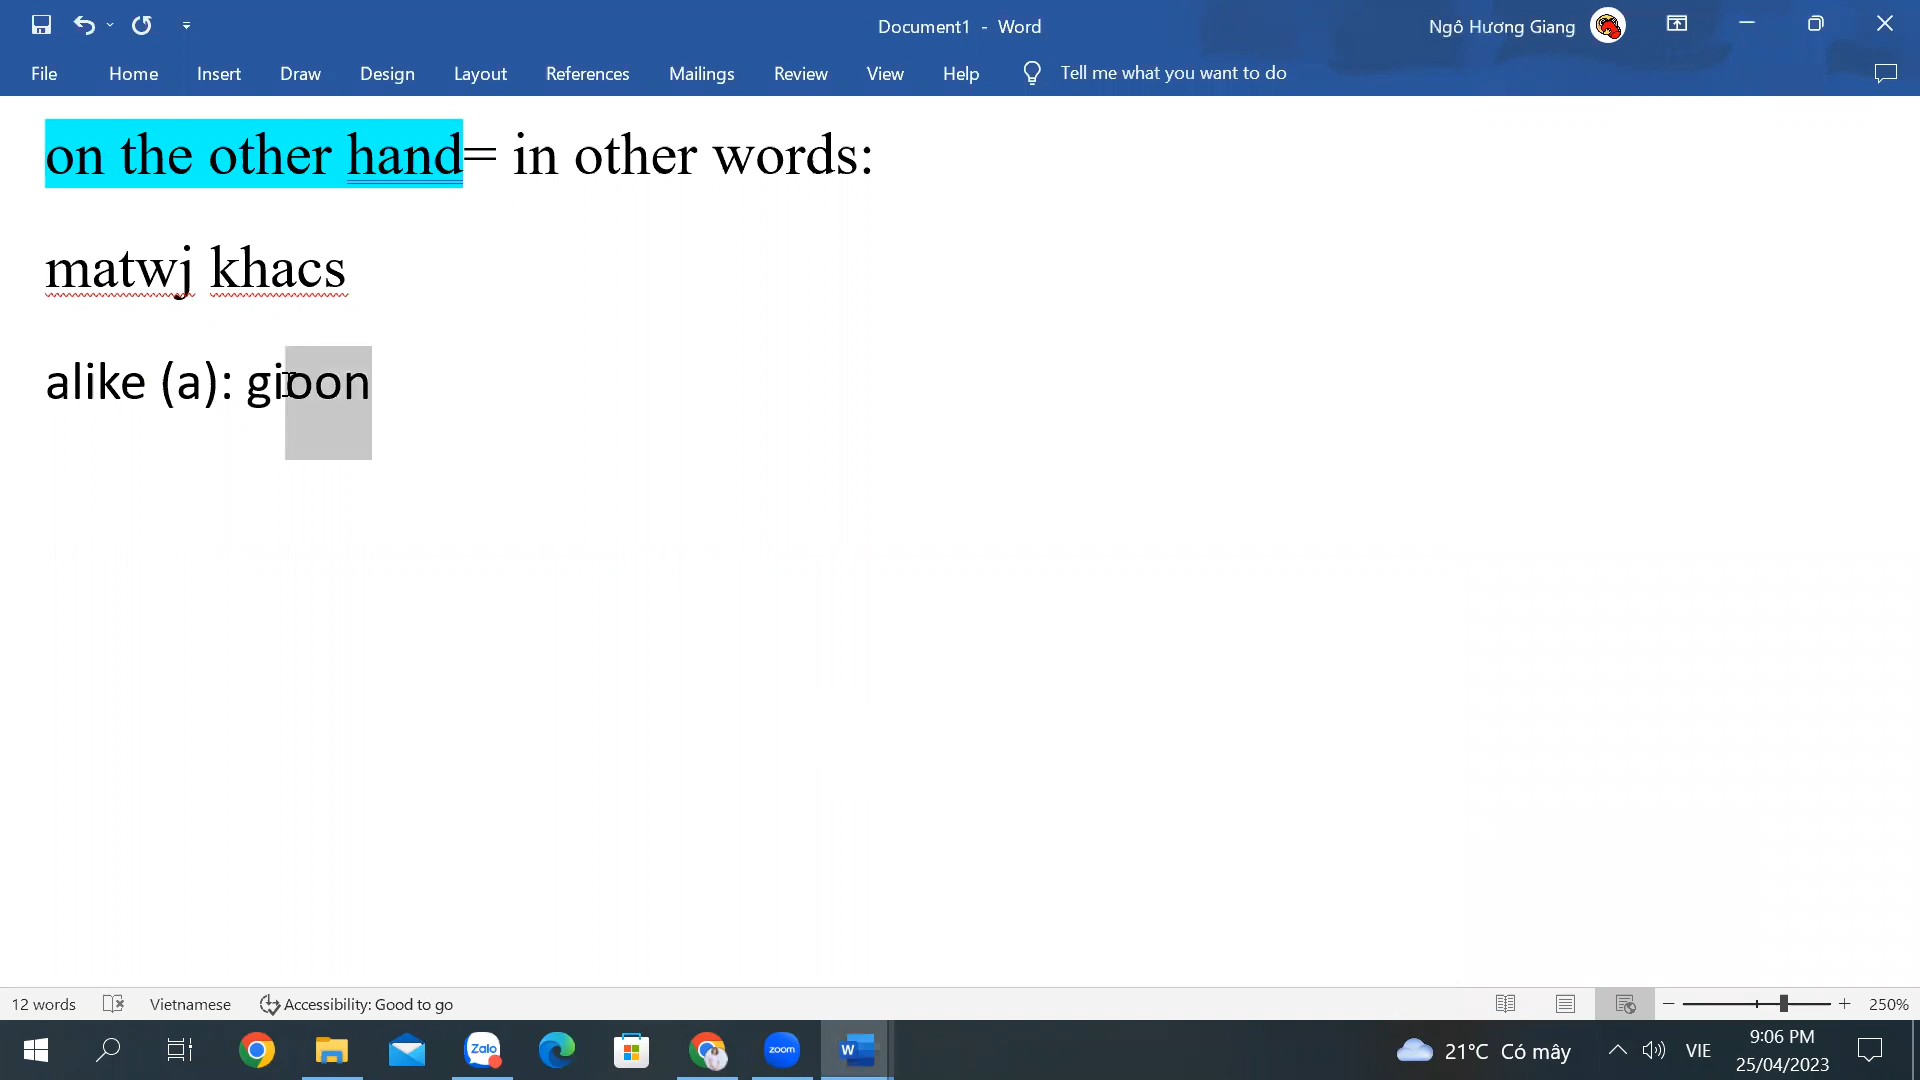 Document1 - Word
Ngô Hương Giang
File Home Insert Draw Design Layout References Mailings Review View Help Tell me what you want to do
on the other hand= in other words:
matwj khacs
alike (a): gioon
12 words Vietnamese Accessibility: Good to go 250%
Zalo zoom W 21°C Có mây VIE 9:06 PM
25/04/2023